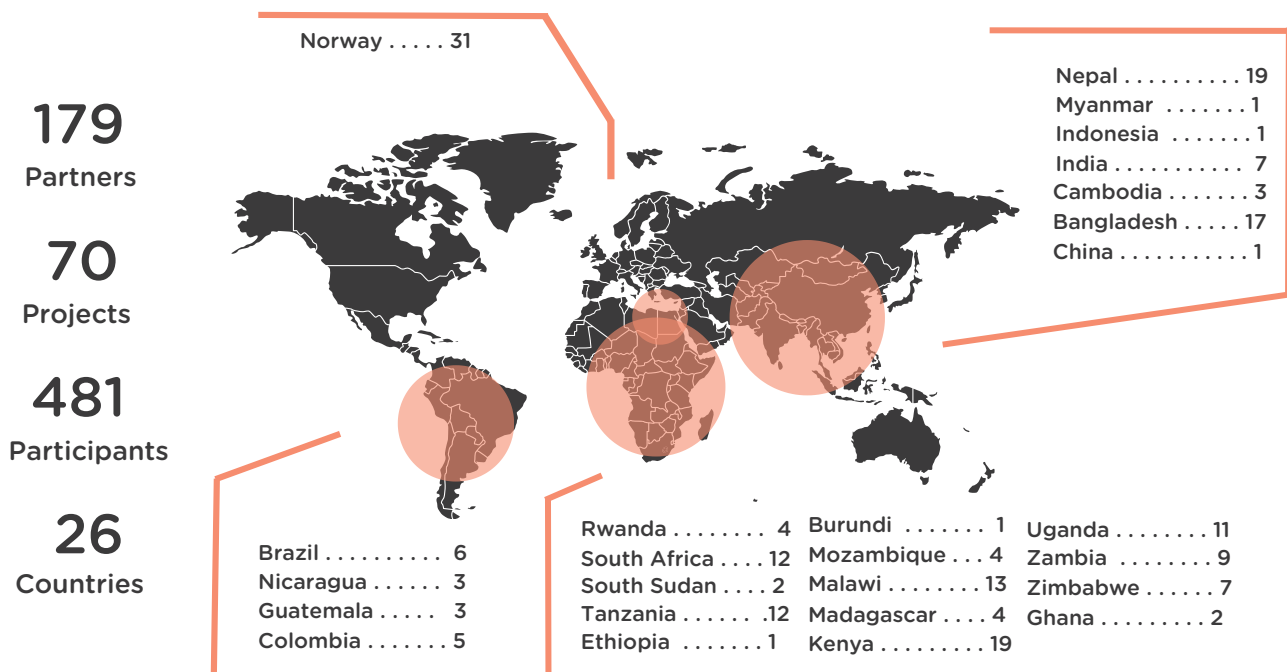 179
Partners
70
Projects
481
Participants
26
Countries
Norway . . . . . 31
Nepal . . . . . . . . . . 19
Myanmar . . . . . . . 1
Indonesia . . . . . . . 1
India . . . . . . . . . . . 7
Cambodia . . . . . . . 3
Bangladesh . . . . . 17
China . . . . . . . . . . 1
Brazil . . . . . . . . . . 6
Nicaragua . . . . . . 3
Guatemala . . . . . . 3
Colombia . . . . . . . 5
Rwanda . . . . . . . . 4
South Africa . . . . 12
South Sudan . . . . 2
Tanzania . . . . . . .12
Ethiopia . . . . . . . 1
Burundi . . . . . . . 1
Mozambique . . . 4
Malawi . . . . . . . . 13
Madagascar . . . . 4
Kenya . . . . . . . . 19
Uganda . . . . . . . . 11
Zambia . . . . . . . . 9
Zimbabwe . . . . . . 7
Ghana . . . . . . . . . 2